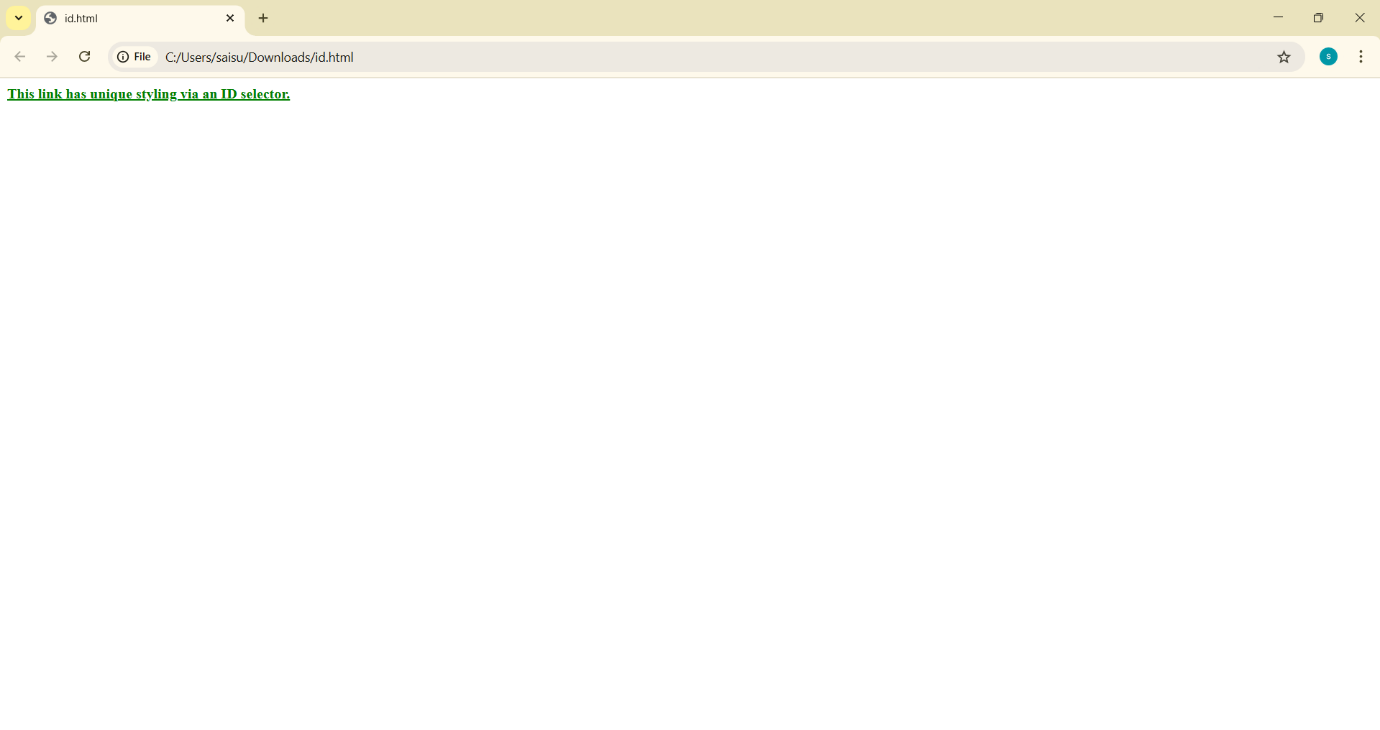 id.html
File C:/Users/saisu/Downloads/id.html
S
This link has unique styling via an ID selector.